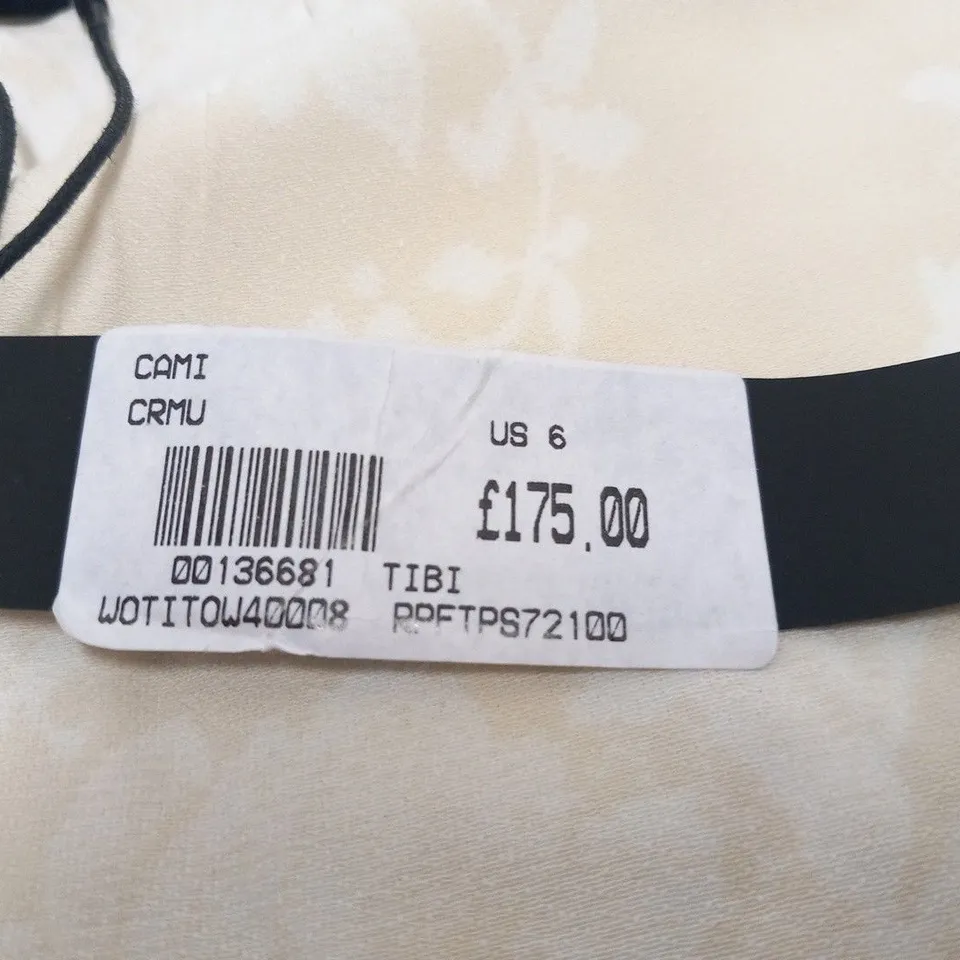 CAMI
CRMU
US 6
£175.00
00136681 TIBI
WOTITOW40008 RPFTPS72100